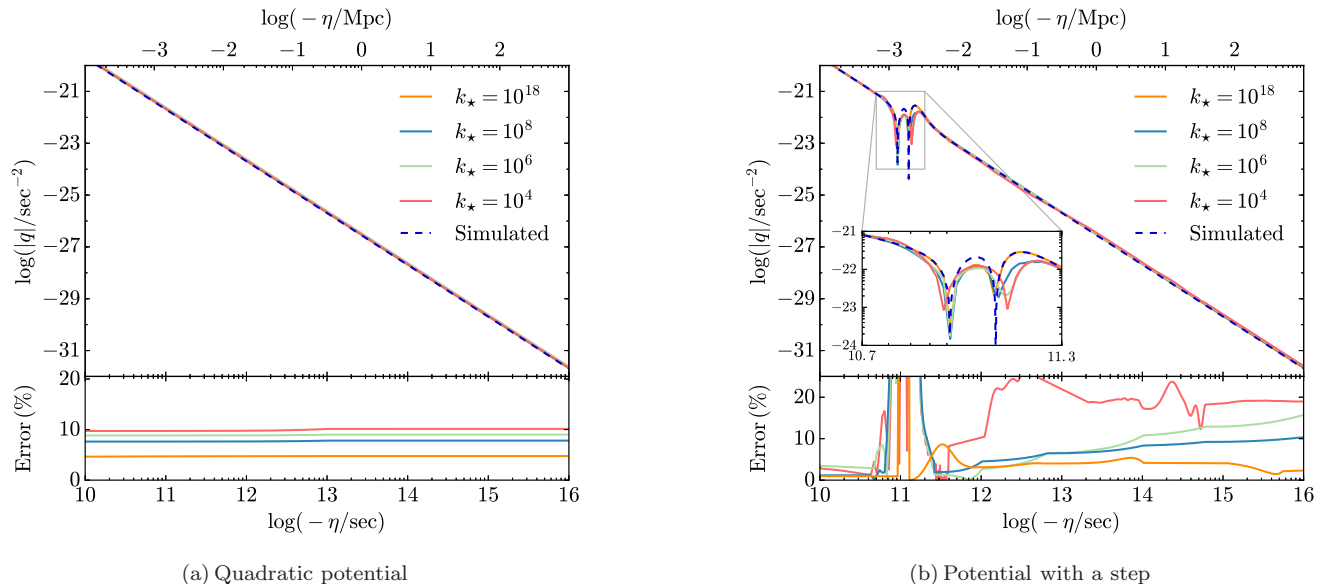 log(−η/Mpc)
−3 −2 −1 0 1 2
−21
−23
−25
−27
−29
−31
log(|q|/sec⁻²)
k⋆ = 10¹⁸
k⋆ = 10⁸
k⋆ = 10⁶
k⋆ = 10⁴
Simulated
20
10
0
Error (%)
10 11 12 13 14 15 16
log(−η/sec)
(a) Quadratic potential
log(−η/Mpc)
−3 −2 −1 0 1 2
−21
−23
−25
−27
−29
−31
log(|q|/sec⁻²)
k⋆ = 10¹⁸
k⋆ = 10⁸
k⋆ = 10⁶
k⋆ = 10⁴
Simulated
−21
−22
−23
−24
10.7 11.3
20
10
0
Error (%)
10 11 12 13 14 15 16
log(−η/sec)
(b) Potential with a step